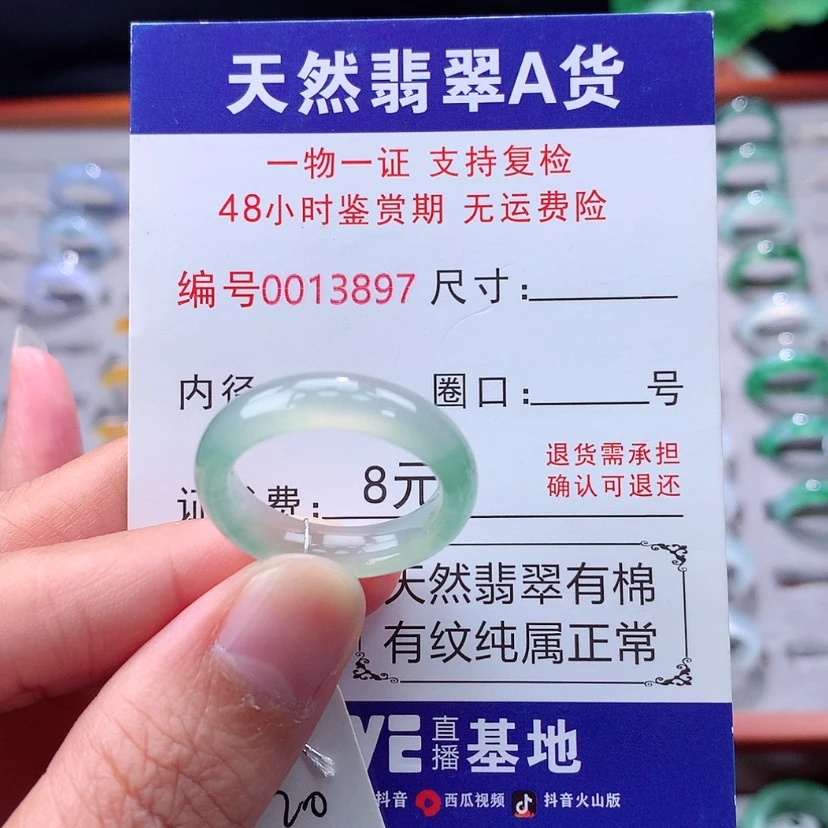 天然翡翠A货
一物一证 支持复检
48小时鉴赏期 无运费险
编号0013897 尺寸:
内径 圈口: 号
退货需承担
确认可退还
证 费: 8元
天然翡翠有棉
有纹纯属正常
VE 直播 基地
抖音 西瓜视频 抖音火山版
20